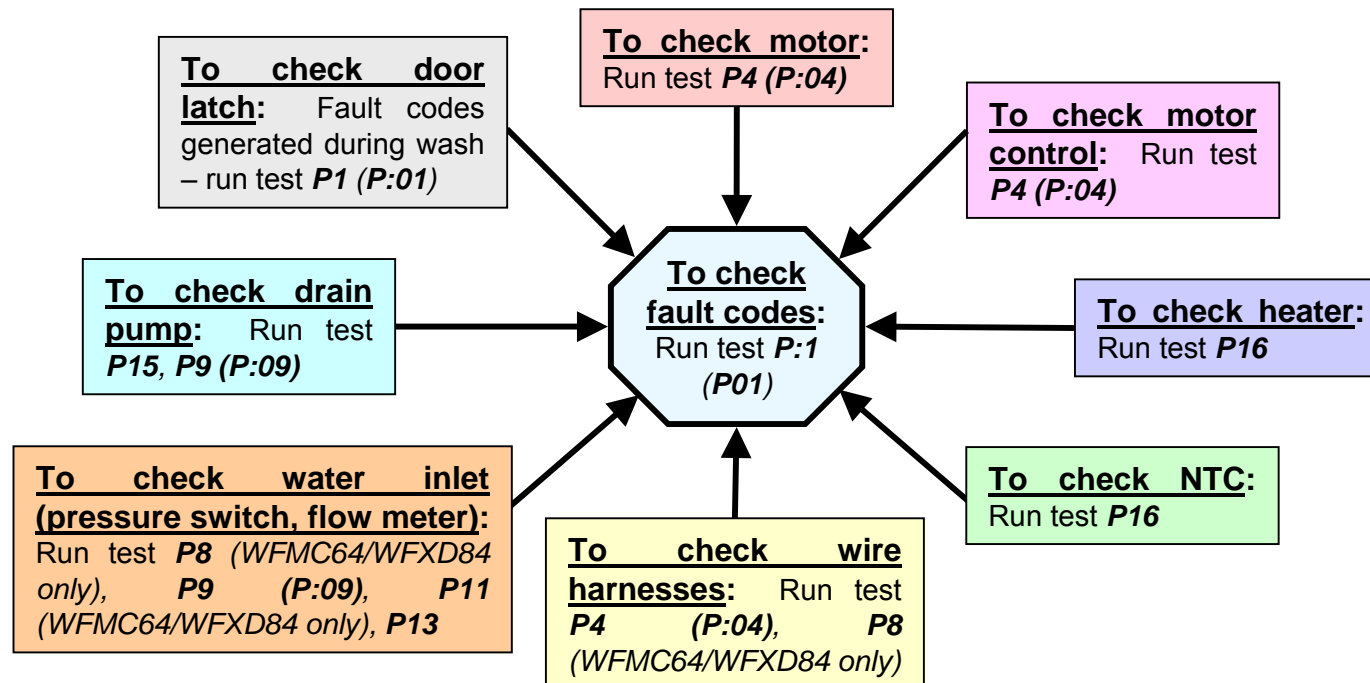 To check motor:
Run test P4 (P:04)
To check door
latch: Fault codes
generated during wash
– run test P1 (P:01)
To check motor
control: Run test
P4 (P:04)
To check
fault codes:
Run test P:1
(P01)
To check drain
pump: Run test
P15, P9 (P:09)
To check heater:
Run test P16
To check water inlet
(pressure switch, flow meter):
Run test P8 (WFMC64/WFXD84
only), P9 (P:09), P11
(WFMC64/WFXD84 only), P13
To check wire
harnesses: Run test
P4 (P:04), P8
(WFMC64/WFXD84 only)
To check NTC:
Run test P16